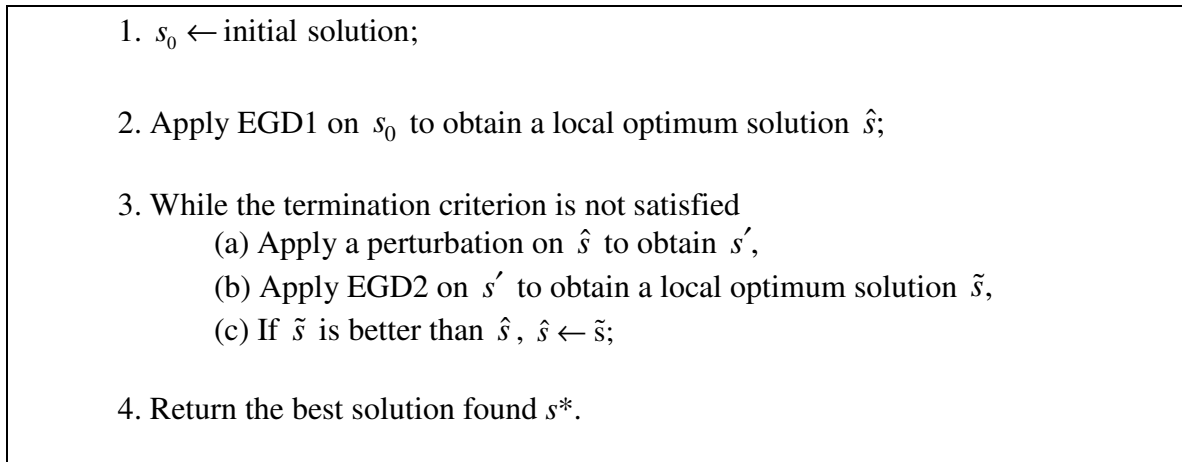 1. s₀ ← initial solution;
2. Apply EGD1 on s₀ to obtain a local optimum solution ŝ;
3. While the termination criterion is not satisfied
(a) Apply a perturbation on ŝ to obtain s′,
(b) Apply EGD2 on s′ to obtain a local optimum solution s̃,
(c) If s̃ is better than ŝ, ŝ ← s̃;
4. Return the best solution found s*.